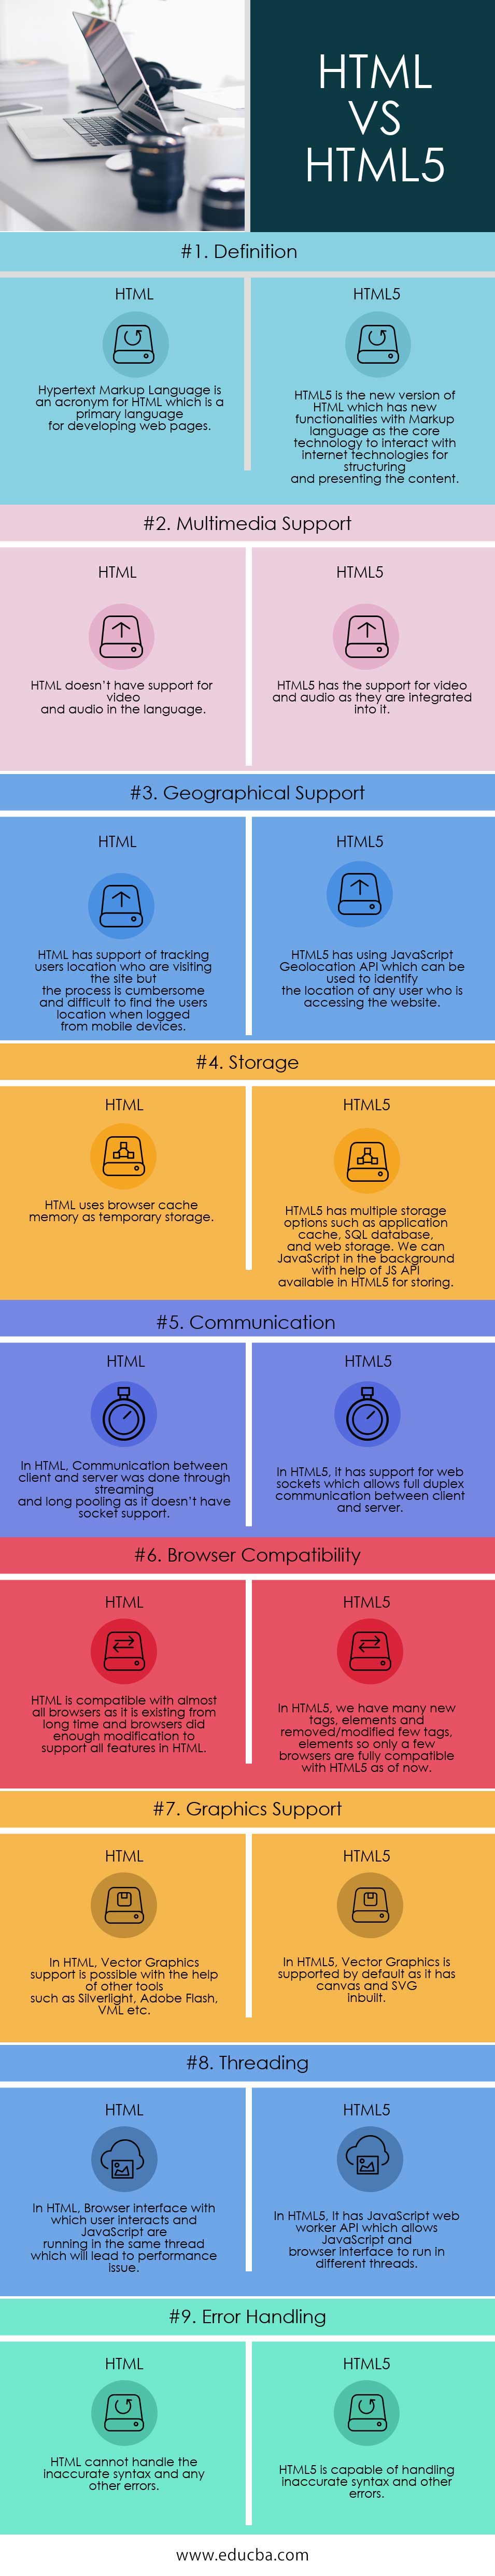 HTML
VS
HTML5
#1. Definition
HTML
Hypertext Markup Language is
an acronym for HTML which is a
primary language
for developing web pages.
HTML5
HTML5 is the new version of
HTML which has new
functionalities with Markup
language as the core
technology to interact with
internet technologies for
structuring
and presenting the content.
#2. Multimedia Support
HTML
HTML doesn't have support for
video
and audio in the language.
HTML5
HTML5 has the support for video
and audio as they are integrated
into it.
#3. Geographical Support
HTML
HTML has support of tracking
users location who are visiting
the site but
the process is cumbersome
and difficult to find the users
location when logged
from mobile devices.
HTML5
HTML5 has using JavaScript
Geolocation API which can be
used to identify
the location of any user who is
accessing the website.
#4. Storage
HTML
HTML uses browser cache
memory as temporary storage.
HTML5
HTML5 has multiple storage
options such as application
cache, SQL database,
and web storage. We can
JavaScript in the background
with help of JS API
available in HTML5 for storing.
#5. Communication
HTML
In HTML, Communication between
client and server was done through
streaming
and long pooling as it doesn't have
socket support.
HTML5
In HTML5, It has support for web
sockets which allows full duplex
communication between client
and server.
#6. Browser Compatibility
HTML
HTML is compatible with almost
all browsers as it is existing from
long time and browsers did
enough modification to
support all features in HTML.
HTML5
In HTML5, we have many new
tags, elements and
removed/modified few tags,
elements so only a few
browsers are fully compatible
with HTML5 as of now.
#7. Graphics Support
HTML
In HTML, Vector Graphics
support is possible with the help
of other tools
such as Silverlight, Adobe Flash,
VML etc.
HTML5
In HTML5, Vector Graphics is
supported by default as it has
canvas and SVG
inbuilt.
#8. Threading
HTML
In HTML, Browser interface with
which user interacts and
JavaScript are
running in the same thread
which will lead to performance
issue.
HTML5
In HTML5, It has JavaScript web
worker API which allows
JavaScript and
browser interface to run in
different threads.
#9. Error Handling
HTML
HTML cannot handle the
inaccurate syntax and any
other errors.
HTML5
HTML5 is capable of handling
inaccurate syntax and other
errors.
www.educba.com